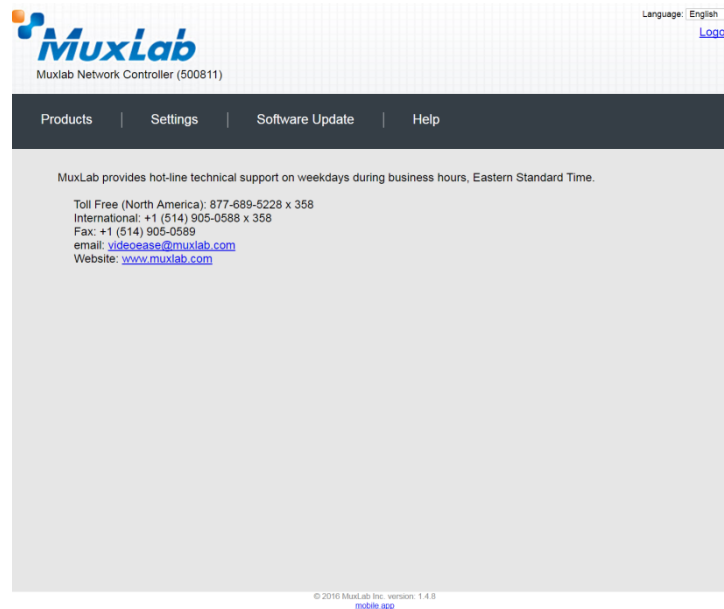 Language: English
Logo
MuxLab
Muxlab Network Controller (500811)
Products | Settings | Software Update | Help
MuxLab provides hot-line technical support on weekdays during business hours, Eastern Standard Time.
Toll Free (North America): 877-689-5228 x 358
International: +1 (514) 905-0588 x 358
Fax: +1 (514) 905-0589
email: videoease@muxlab.com
Website: www.muxlab.com
© 2016 MuxLab Inc. version: 1.4.8
mobile app